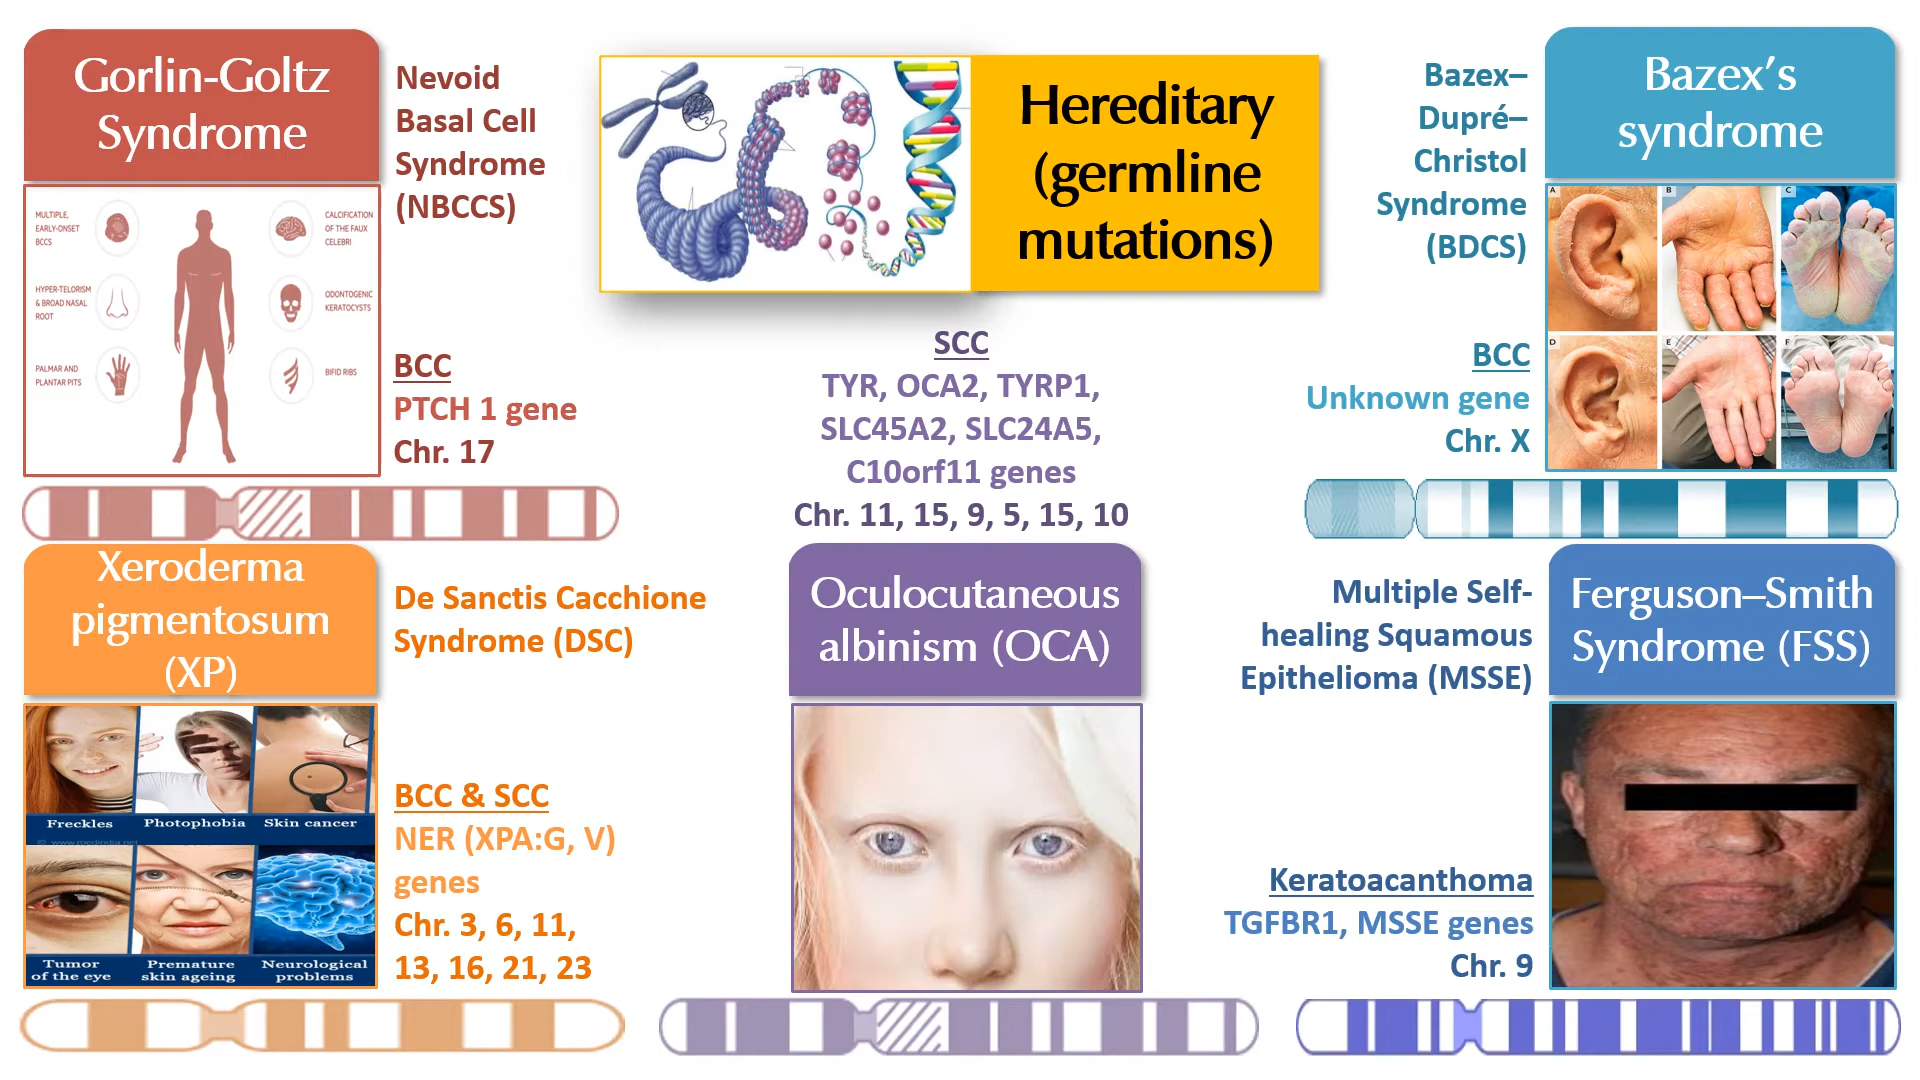 Gorlin-Goltz
Syndrome
Nevoid
Basal Cell
Syndrome
(NBCCS)
MULTIPLE,
EARLY-ONSET
BCCS
HYPER-TELORISM
& BROAD NASAL
ROOT
PALMAR AND
PLANTAR PITS
CALCIFICATION
OF THE FAUX
CELEBRI
ODONTOGENIC
KERATOCYSTS
BIFID RIBS
BCC
PTCH 1 gene
Chr. 17
Hereditary
(germline
mutations)
Bazex–
Dupré–
Christol
Syndrome
(BDCS)
Bazex’s
syndrome
A
B
C
D
E
F
BCC
Unknown gene
Chr. X
SCC
TYR, OCA2, TYRP1,
SLC45A2, SLC24A5,
C10orf11 genes
Chr. 11, 15, 9, 5, 15, 10
Xeroderma
pigmentosum
(XP)
De Sanctis Cacchione
Syndrome (DSC)
Freckles
Photophobia
Skin cancer
© www.medindia.net
Tumor
of the eye
Premature
skin ageing
Neurological
problems
BCC & SCC
NER (XPA:G, V)
genes
Chr. 3, 6, 11,
13, 16, 21, 23
Oculocutaneous
albinism (OCA)
Multiple Self-
healing Squamous
Epithelioma (MSSE)
Ferguson–Smith
Syndrome (FSS)
Keratoacanthoma
TGFBR1, MSSE genes
Chr. 9